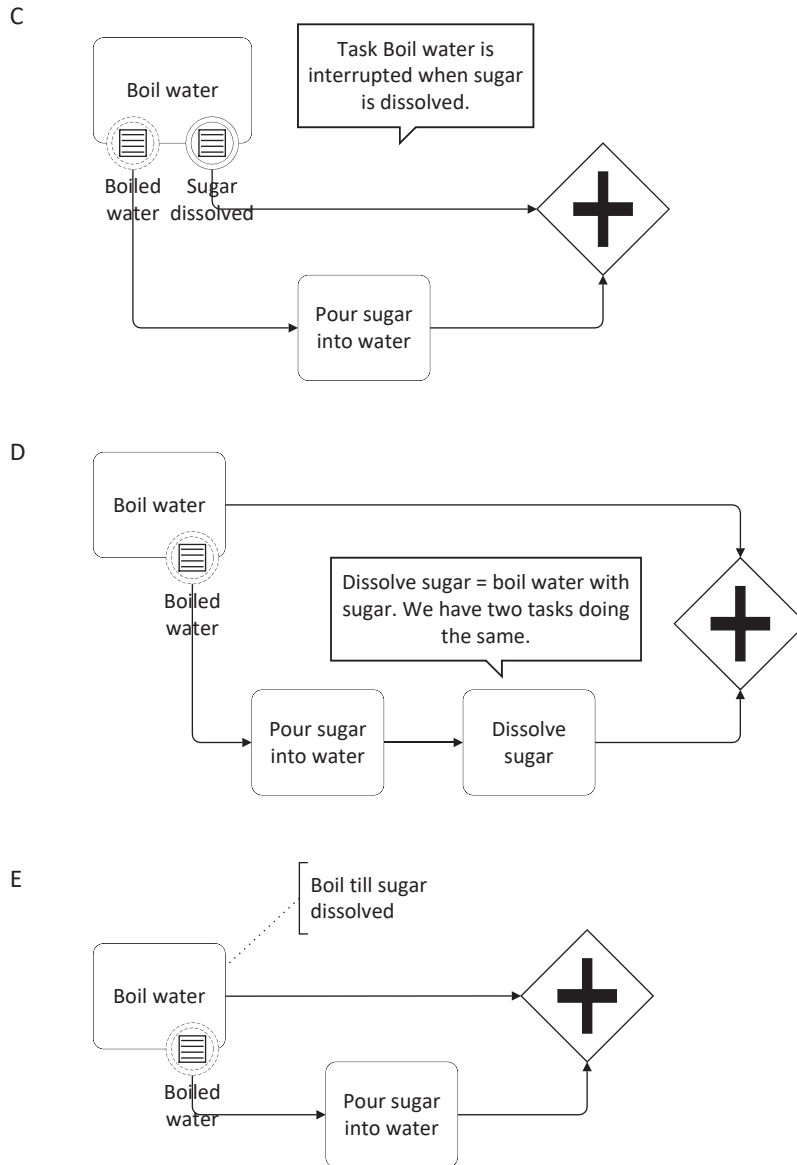 C
Boil water
Task Boil water is
interrupted when sugar
is dissolved.
Boiled
water
Sugar
dissolved
Pour sugar
into water
D
Boil water
Boiled
water
Dissolve sugar = boil water with
sugar. We have two tasks doing
the same.
Pour sugar
into water
Dissolve
sugar
E
Boil till sugar
dissolved
Boil water
Boiled
water
Pour sugar
into water